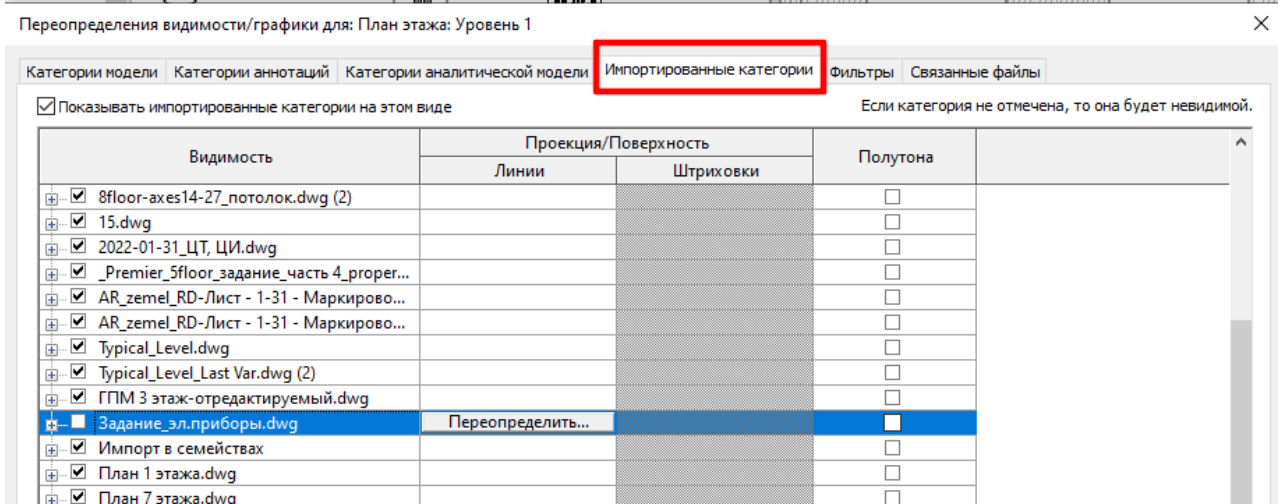 Переопределения видимости/графики для: План этажа: Уровень 1
Категории модели Категории аннотаций Категории аналитической модели Импортированные категории Фильтры Связанные файлы
Показывать импортированные категории на этом виде Если категория не отмечена, то она будет невидимой.
Видимость Проекция/Поверхность Полутона
Линии Штриховки
8floor-axes14-27_потолок.dwg (2)
15.dwg
2022-01-31_ЦТ, ЦИ.dwg
_Premier_5floor_задание_часть 4_proper...
AR_zemel_RD-Лист - 1-31 - Маркирово...
AR_zemel_RD-Лист - 1-31 - Маркирово...
Typical_Level.dwg
Typical_Level_Last Var.dwg (2)
ГПМ 3 этаж-отредактируемый.dwg
Задание_эл.приборы.dwg Переопределить...
Импорт в семействах
План 1 этажа.dwg
План 7 этажа.dwg